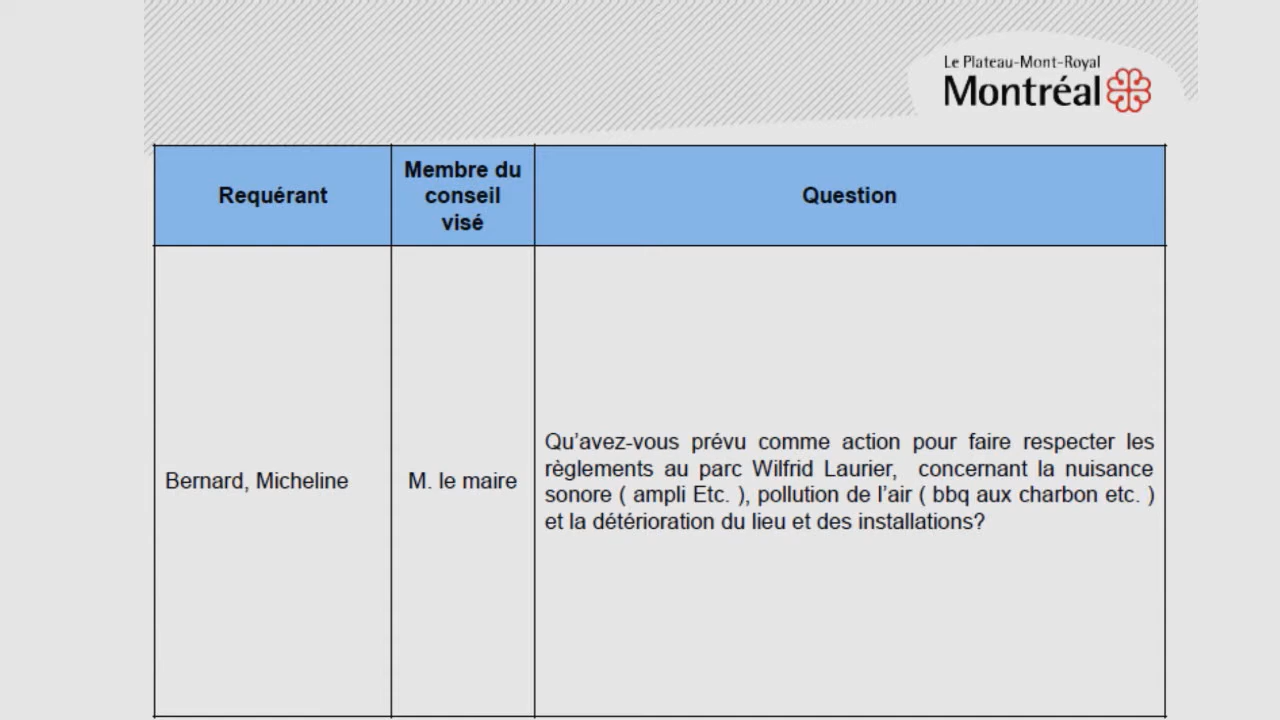 Le Plateau-Mont-Royal
Montréal
Requérant
Membre du
conseil
visé
Question
Bernard, Micheline
M. le maire
Qu’avez-vous prévu comme action pour faire respecter les
règlements au parc Wilfrid Laurier, concernant la nuisance
sonore ( ampli Etc. ), pollution de l’air ( bbq aux charbon etc. )
et la détérioration du lieu et des installations?